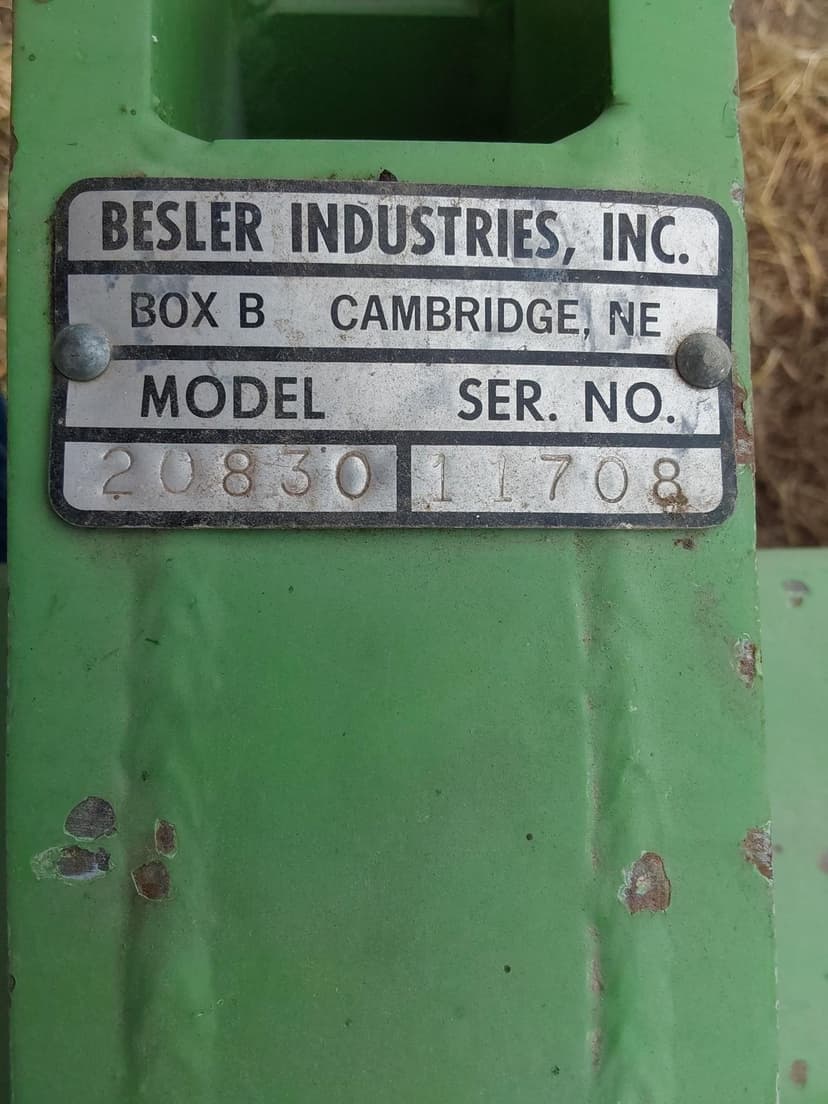 BESLER INDUSTRIES, INC.
BOX B CAMBRIDGE, NE
MODEL SER. NO.
20830 11708